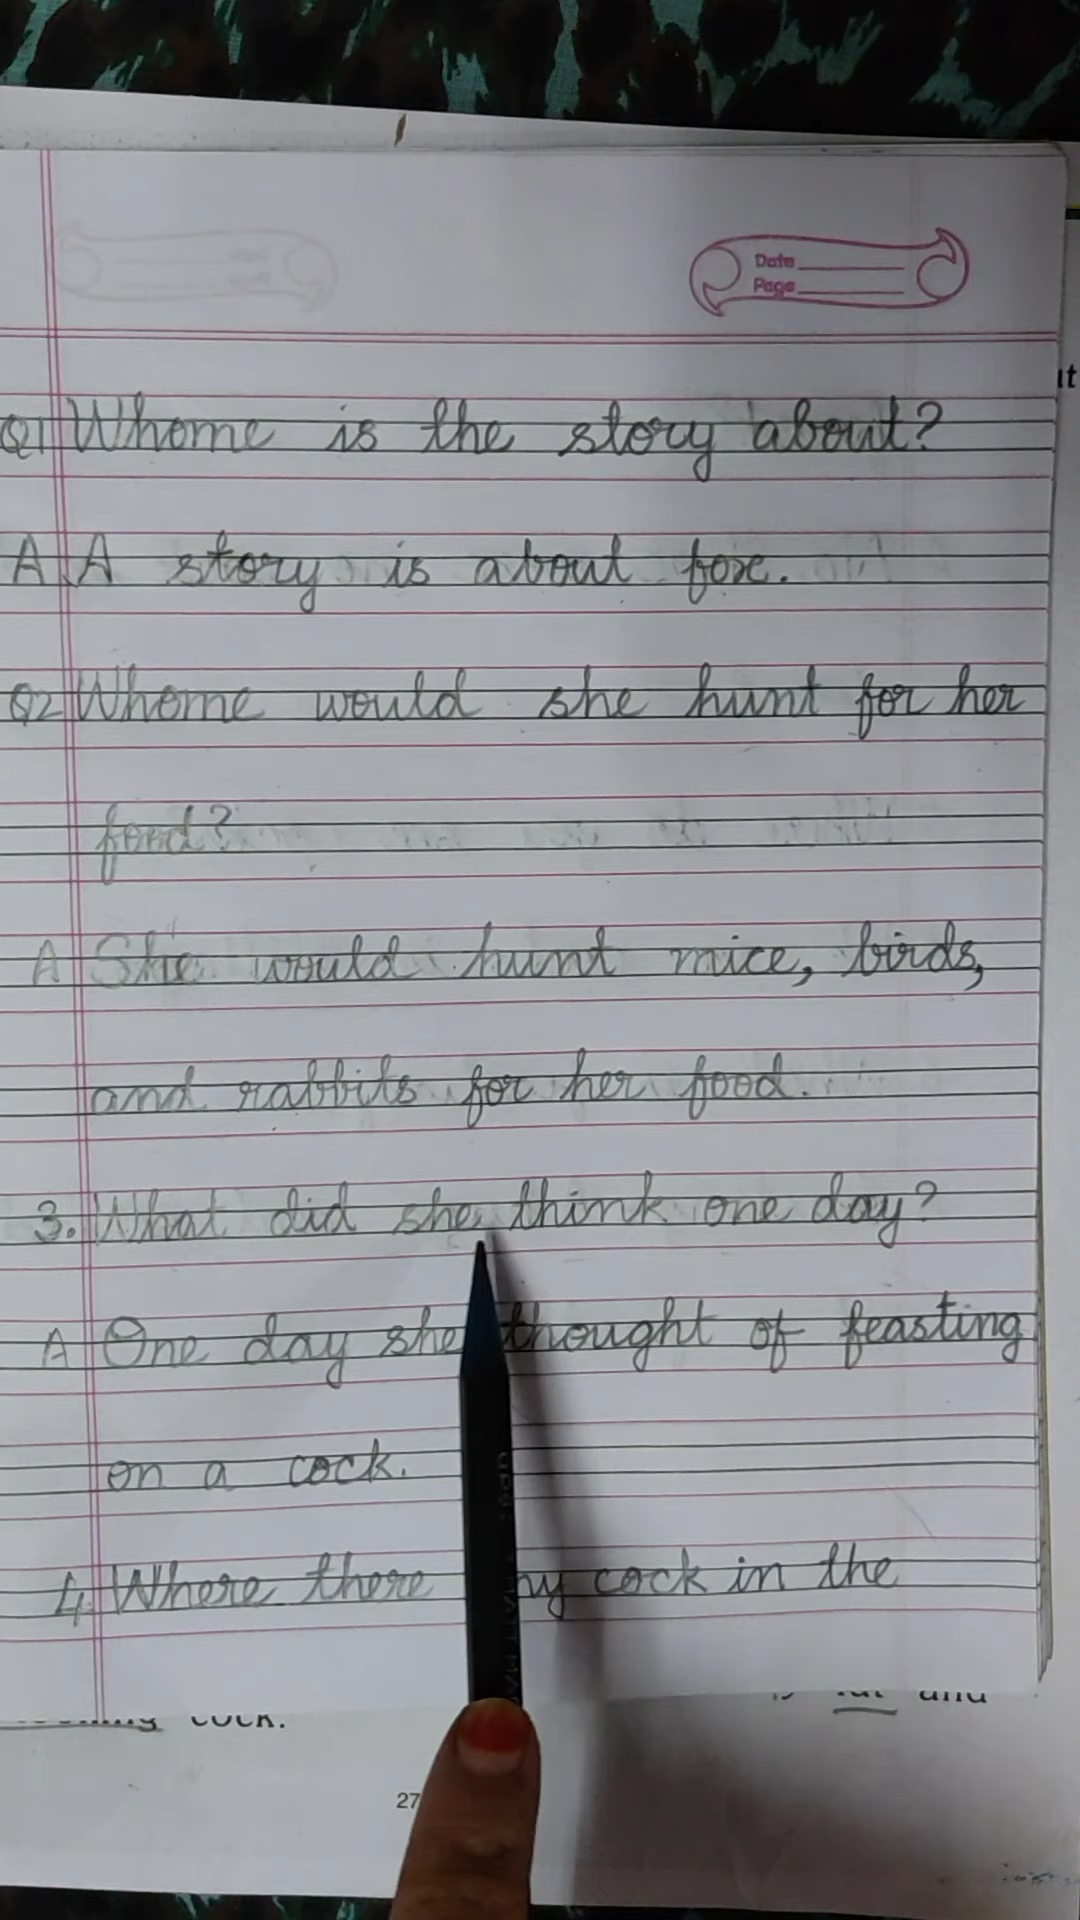 Date
Page
Q1 Whome is the story about?
A A story is about foxe.
Q2 Whome would she hunt for her
food?
A She would hunt mice, birds,
and rabbits for her food.
3. What did she think one day?
A One day she thought of feasting
on a cock.
4. Where there cock in the
cock.
and
27